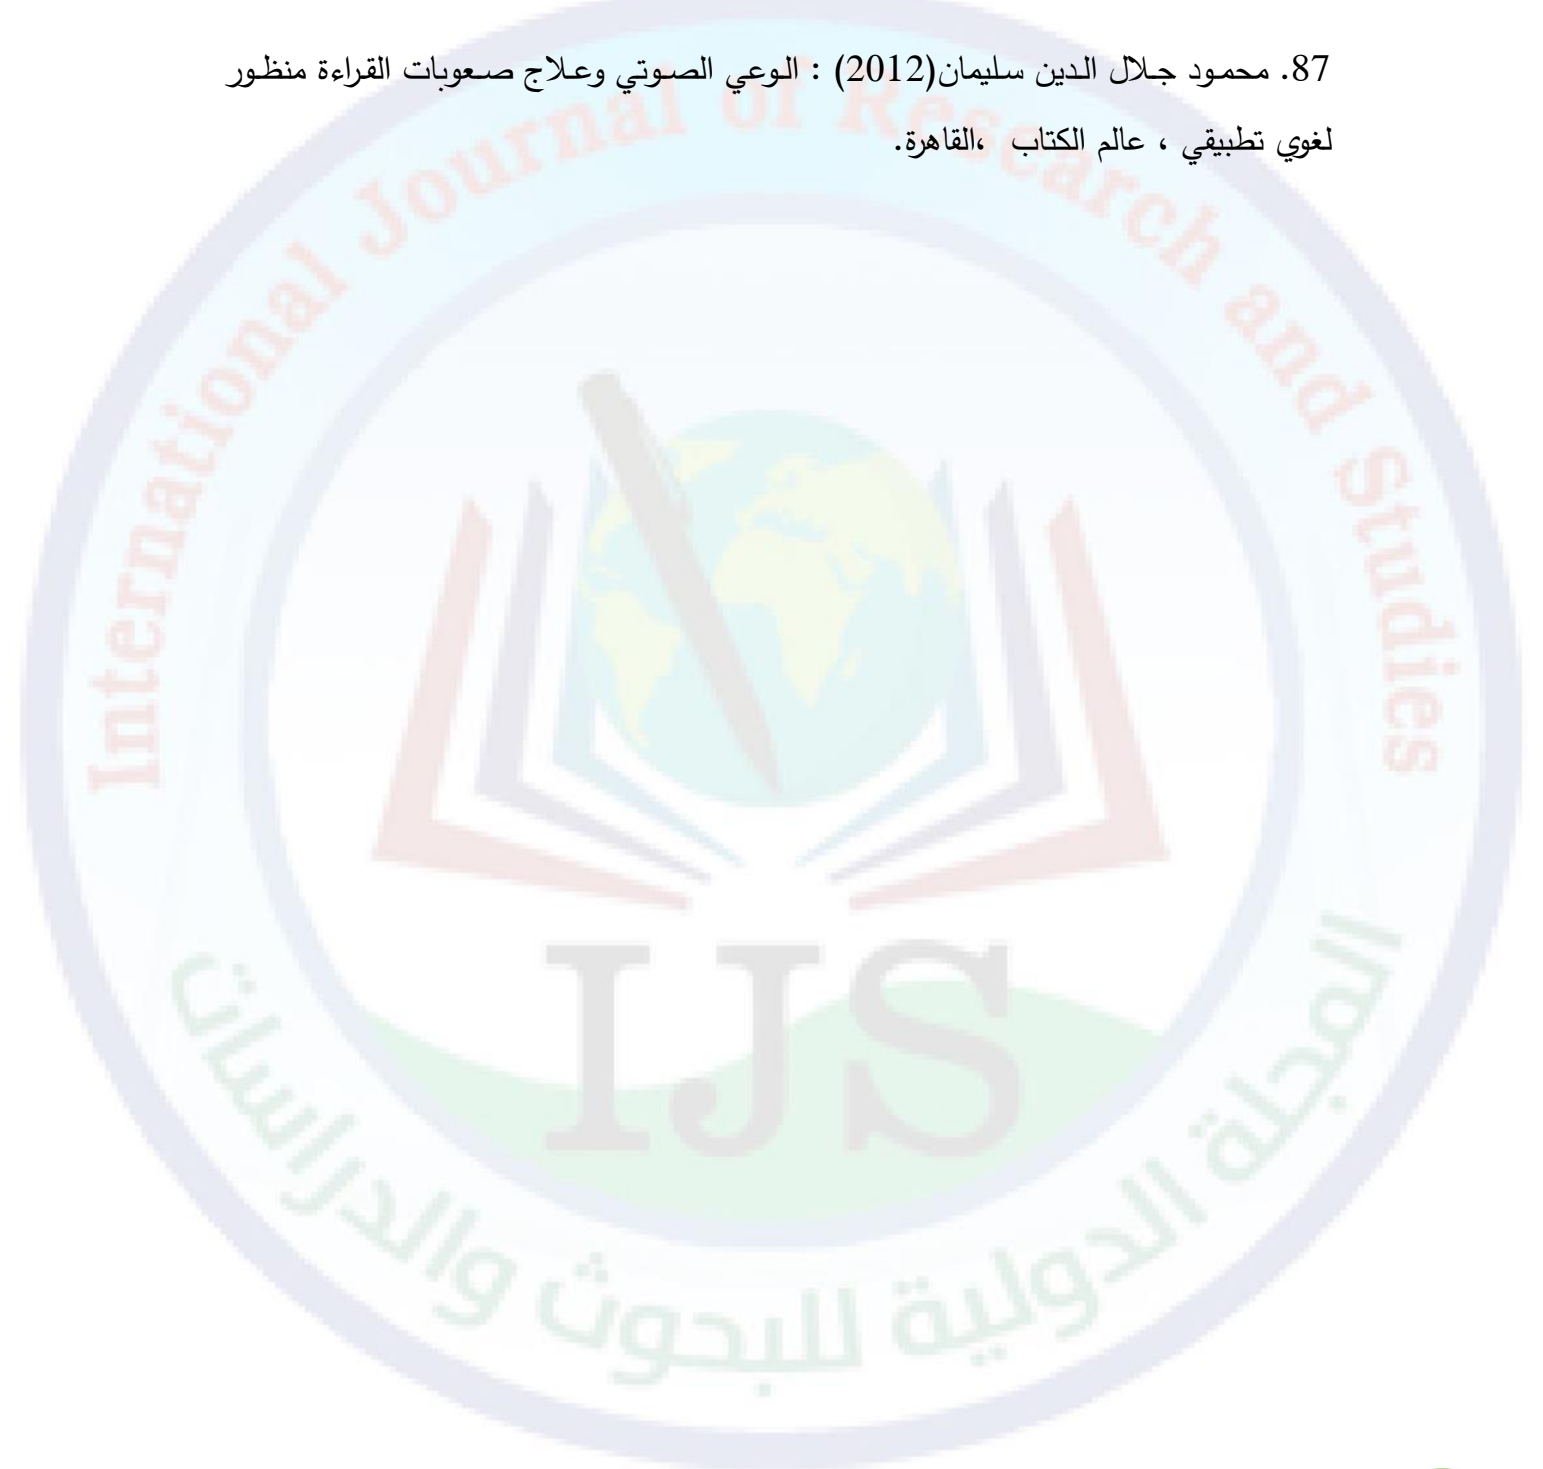 87. محمود جلال الدين سليمان(2012) : الوعي الصوتي وعلاج صعوبات القراءة منظور
لغوي تطبيقي ، عالم الكتاب ،القاهرة.
International Journal of Research and Studies
IJS
المجلة الدولية للبحوث والدراسات